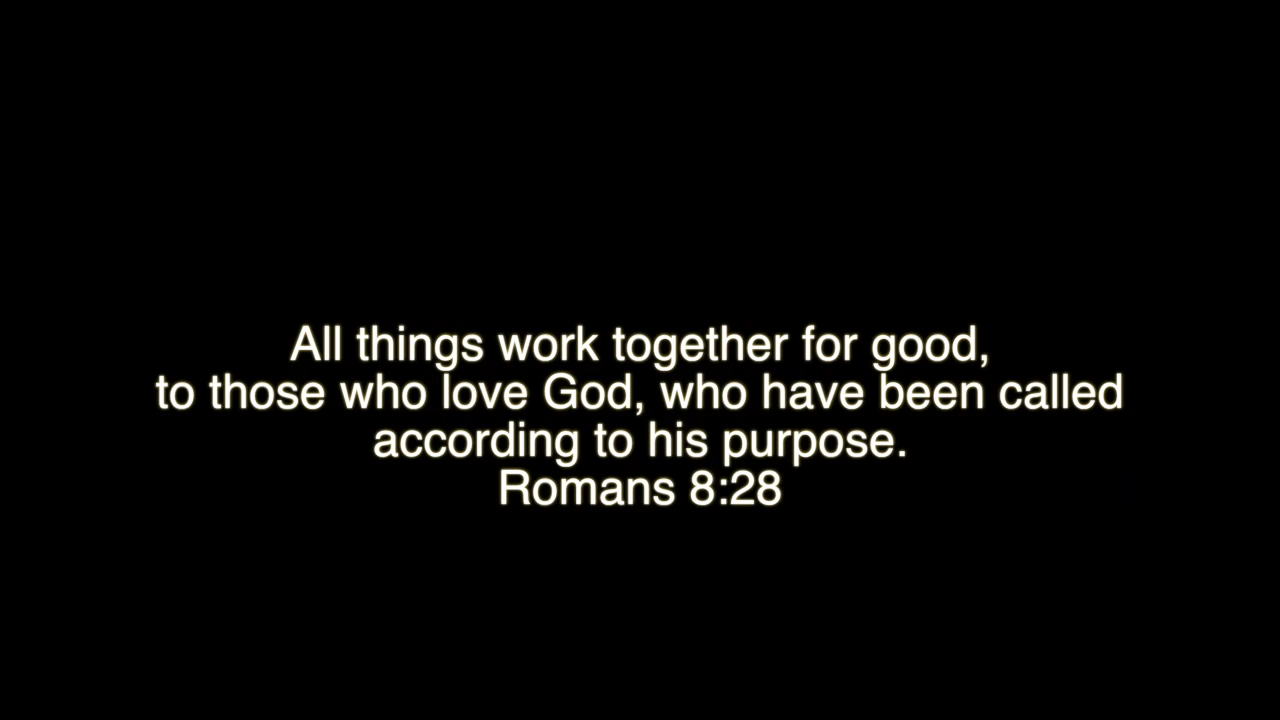 All things work together for good,
to those who love God, who have been called
according to his purpose.
Romans 8:28